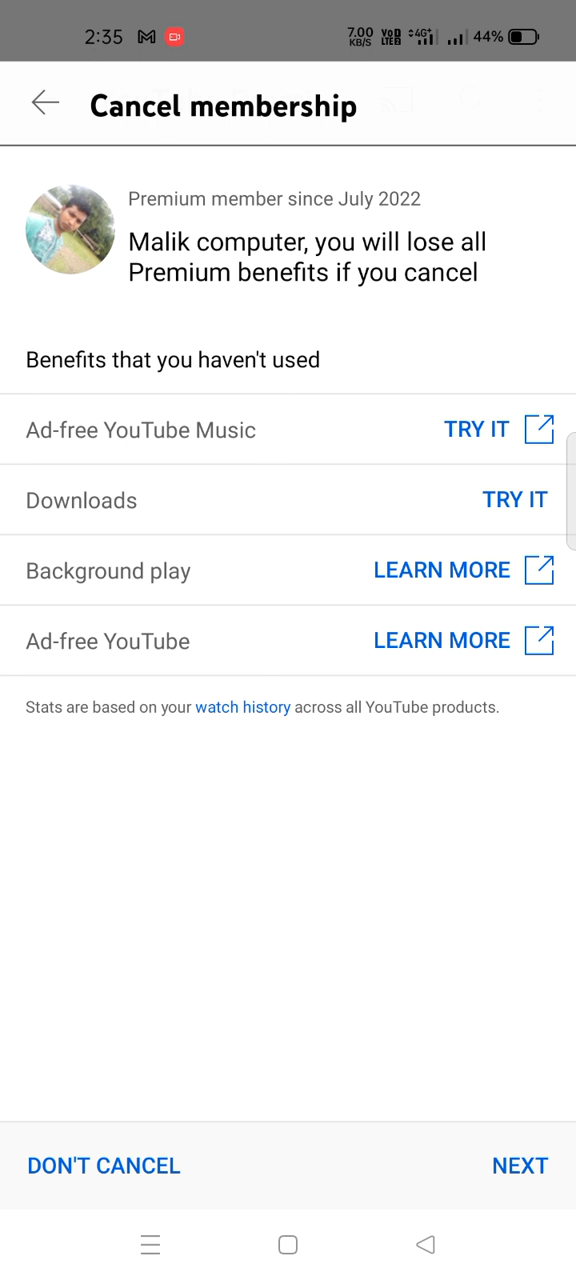 2:35
7.00 KB/S VoD LTEB 4G+ 44%
Cancel membership
Premium member since July 2022
Malik computer, you will lose all
Premium benefits if you cancel
Benefits that you haven't used
Ad-free YouTube Music TRY IT
Downloads TRY IT
Background play LEARN MORE
Ad-free YouTube LEARN MORE
Stats are based on your watch history across all YouTube products.
DON'T CANCEL NEXT